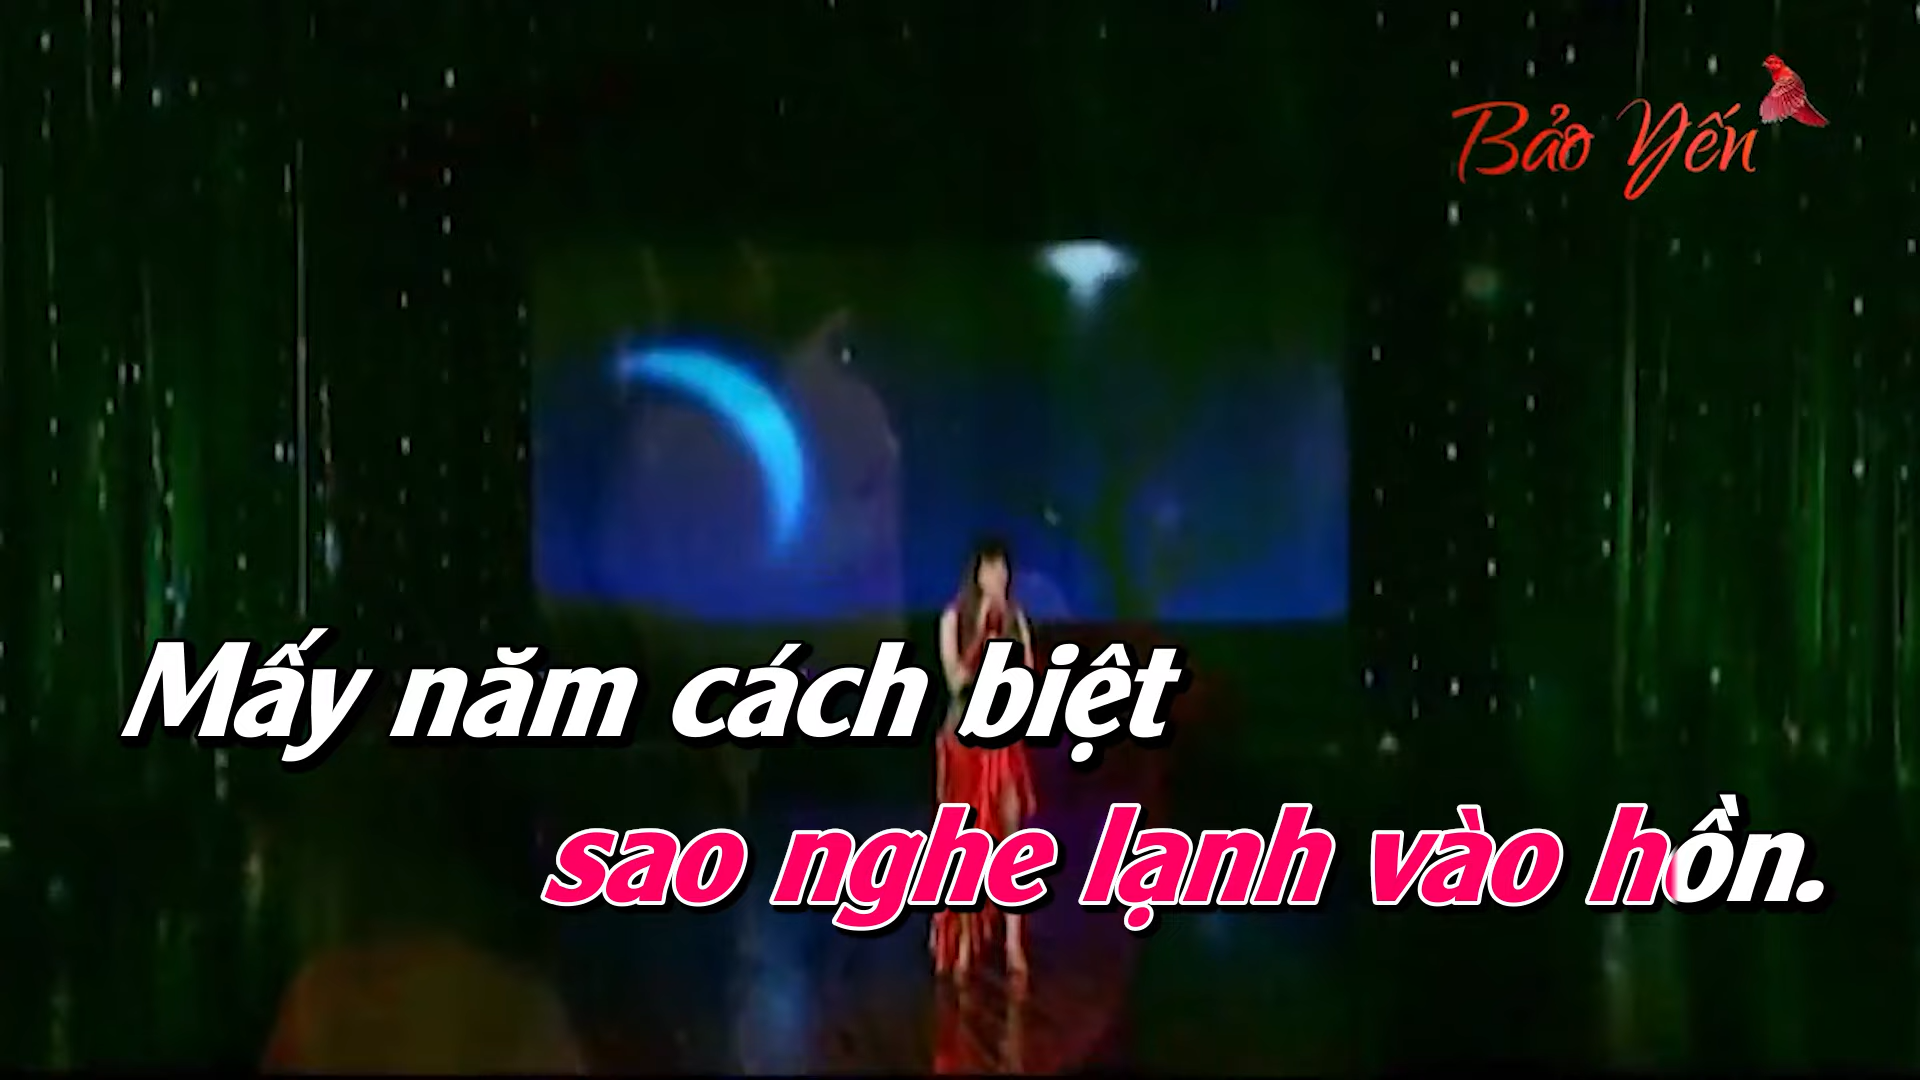 Bảo Yến
Mấy năm cách biệt
sao nghe lạnh vào hồn.